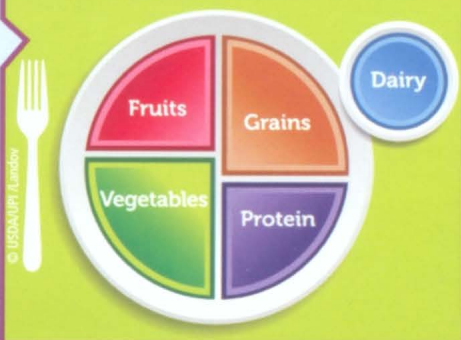 Fruits
Grains
Dairy
Vegetables
Protein
© USDA/UPI /Landov